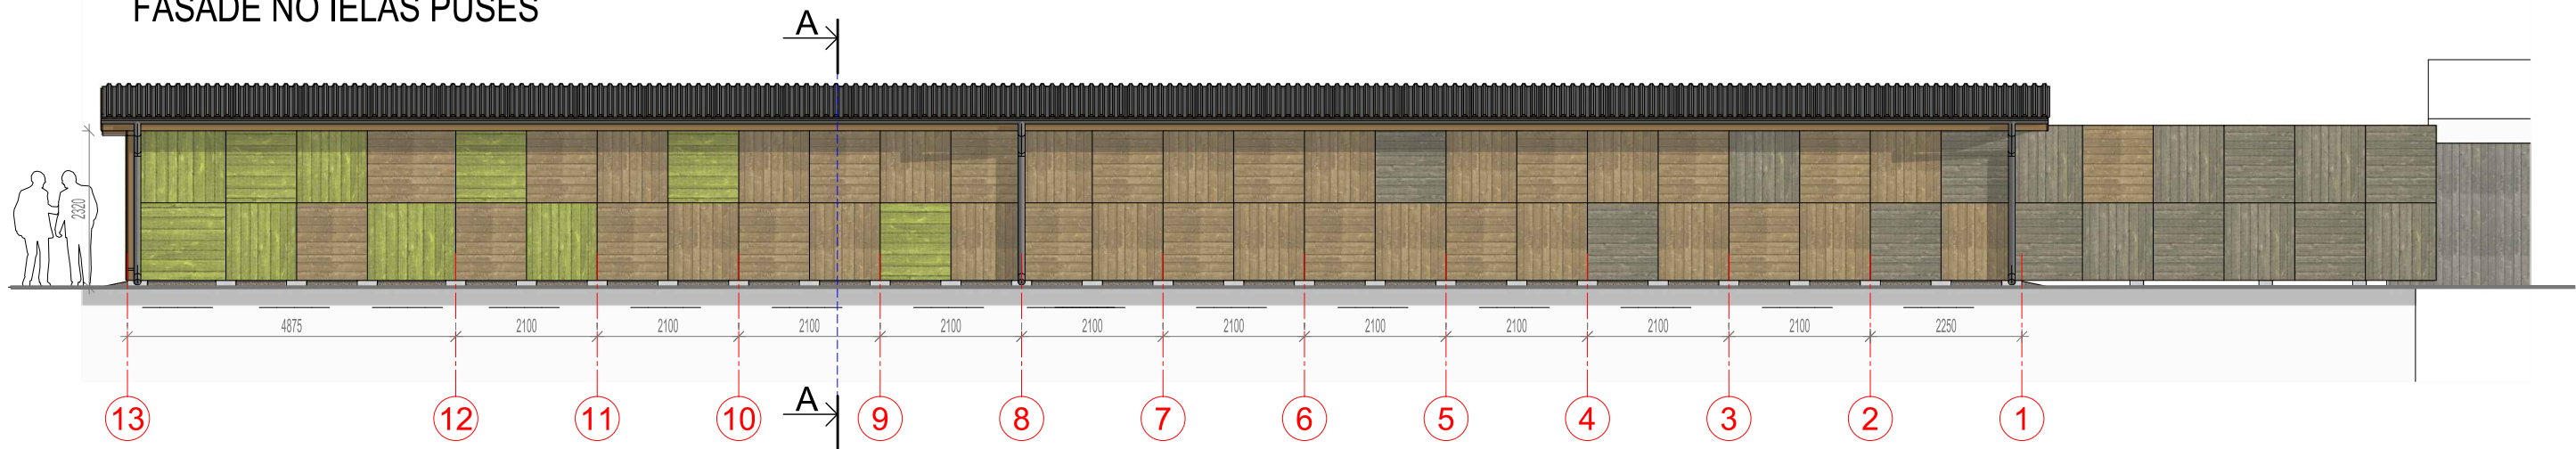 FASĀDE NO IELAS PUSES
A
2320
4875 2100 2100 2100 2100 2100 2100 2100 2100 2100 2100 2250
A
13 12 11 10 9 8 7 6 5 4 3 2 1